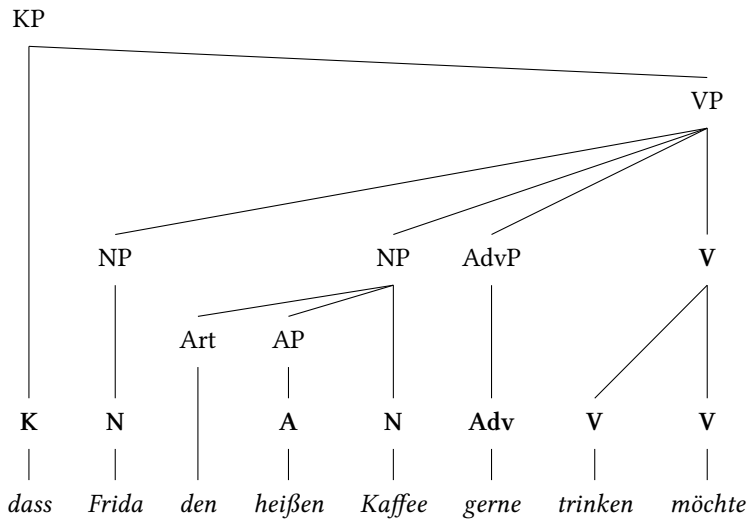 KP
VP
NP NP AdvP V
Art AP
K N A N Adv V V
dass Frida den heißen Kaffee gerne trinken möchte